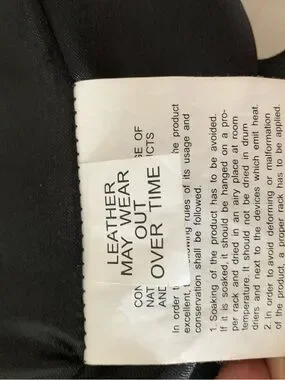 LEATHER
MAY WEAR
OUT
OVER TIME
CON
SE OF
NAT
CTS
AND
In order t
he product
excellent,
rules of its usage and
conservation shall be followed.
1. Soaking of the product has to be avoided.
If it is soaked, it should be hanged on a pro-
per rack and dried in an airy place at room
temperature. It should not be dried in drum
driers and next to the devices which emit heat.
2. In order to avoid deforming or malformation
of the product, a proper rack has to be applied.